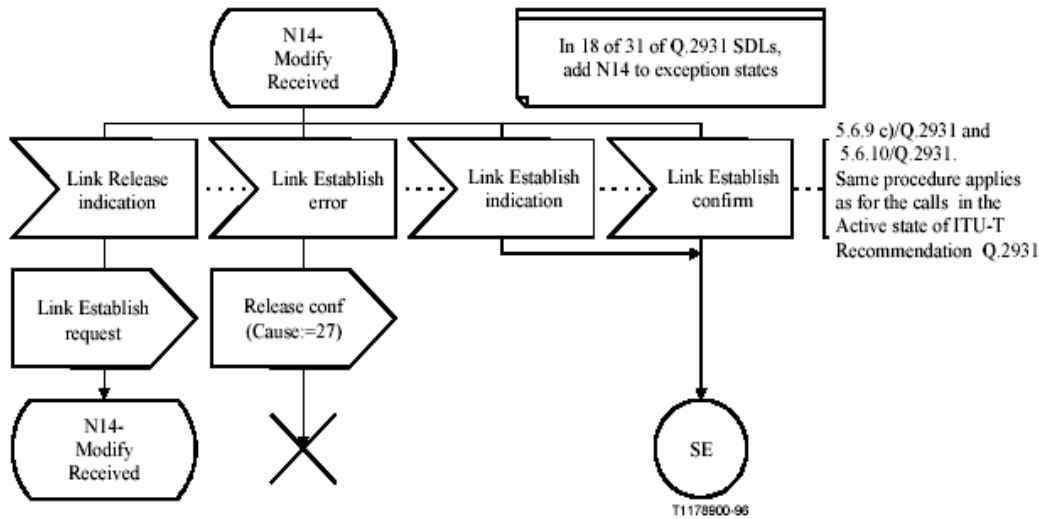 N14-
Modify
Received
In 18 of 31 of Q.2931 SDLs,
add N14 to exception states
Link Release
indication
Link Establish
error
Link Establish
indication
Link Establish
confirm
5.6.9 c)/Q.2931 and
5.6.10/Q.2931.
Same procedure applies
as for the calls in the
Active state of ITU-T
Recommendation Q.2931
Link Establish
request
Release conf
(Cause:=27)
N14-
Modify
Received
SE
T1178900-96